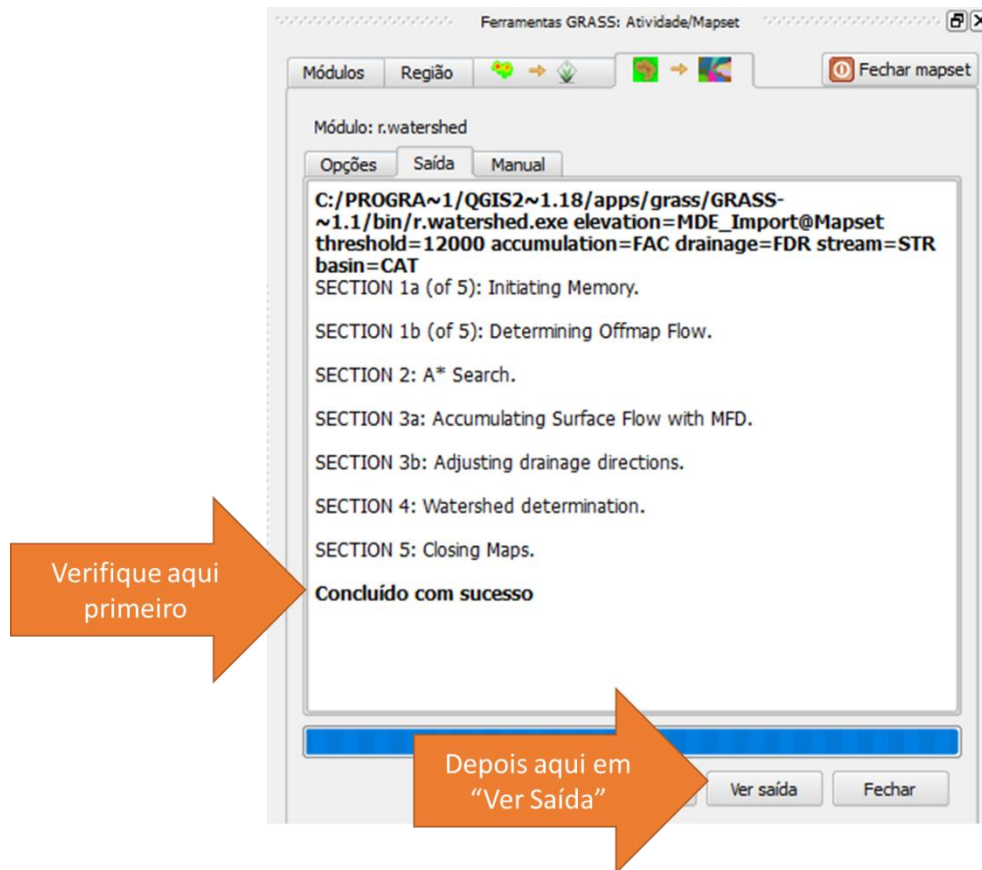 Ferramentas GRASS: Atividade/Mapset
Módulos Região Fechar mapset
Módulo: r.watershed
Opções Saída Manual
C:/PROGRA~1/QGIS2~1.18/apps/grass/GRASS-
~1.1/bin/r.watershed.exe elevation=MDE_Import@Mapset
threshold=12000 accumulation=FAC drainage=FDR stream=STR
basin=CAT
SECTION 1a (of 5): Initiating Memory.
SECTION 1b (of 5): Determining Offmap Flow.
SECTION 2: A* Search.
SECTION 3a: Accumulating Surface Flow with MFD.
SECTION 3b: Adjusting drainage directions.
SECTION 4: Watershed determination.
SECTION 5: Closing Maps.
Verifique aqui
primeiro
Concluído com sucesso
Depois aqui em
“Ver Saída”
Ver saída Fechar